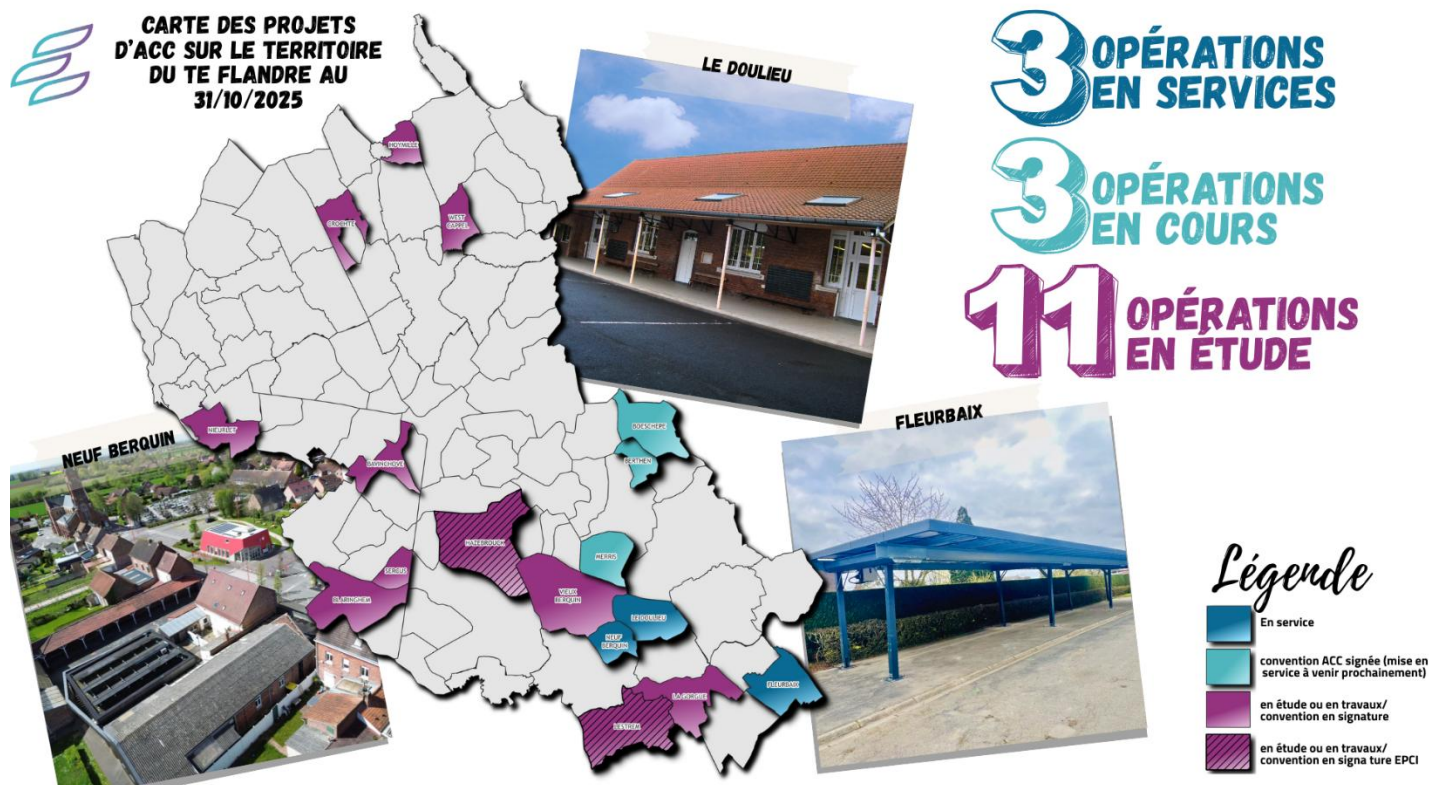 CARTE DES PROJETS
D'ACC SUR LE TERRITOIRE
DU TE FLANDRE AU
31/10/2025
LE DOULIEU
3 OPÉRATIONS
EN SERVICES
3 OPÉRATIONS
EN COURS
11 OPÉRATIONS
EN ÉTUDE
HOYMILLE
CROCHTE
WEST
CAPPEL
NIEURLET
BAVINCHOVE
BOESCHEPE
BERTHEN
NEUF BERQUIN
FLEURBAIX
HAZEBROUCK
MERRIS
SERCUS
BLARINGHEM
VIEUX
BERQUIN
LE DOULIEU
NEUF
BERQUIN
FLEURBAIX
LA GORGUE
LESTREM
Légende
En service
convention ACC signée (mise en
service à venir prochainement)
en étude ou en travaux/
convention en signature
en étude ou en travaux/
convention en signa ture EPCI